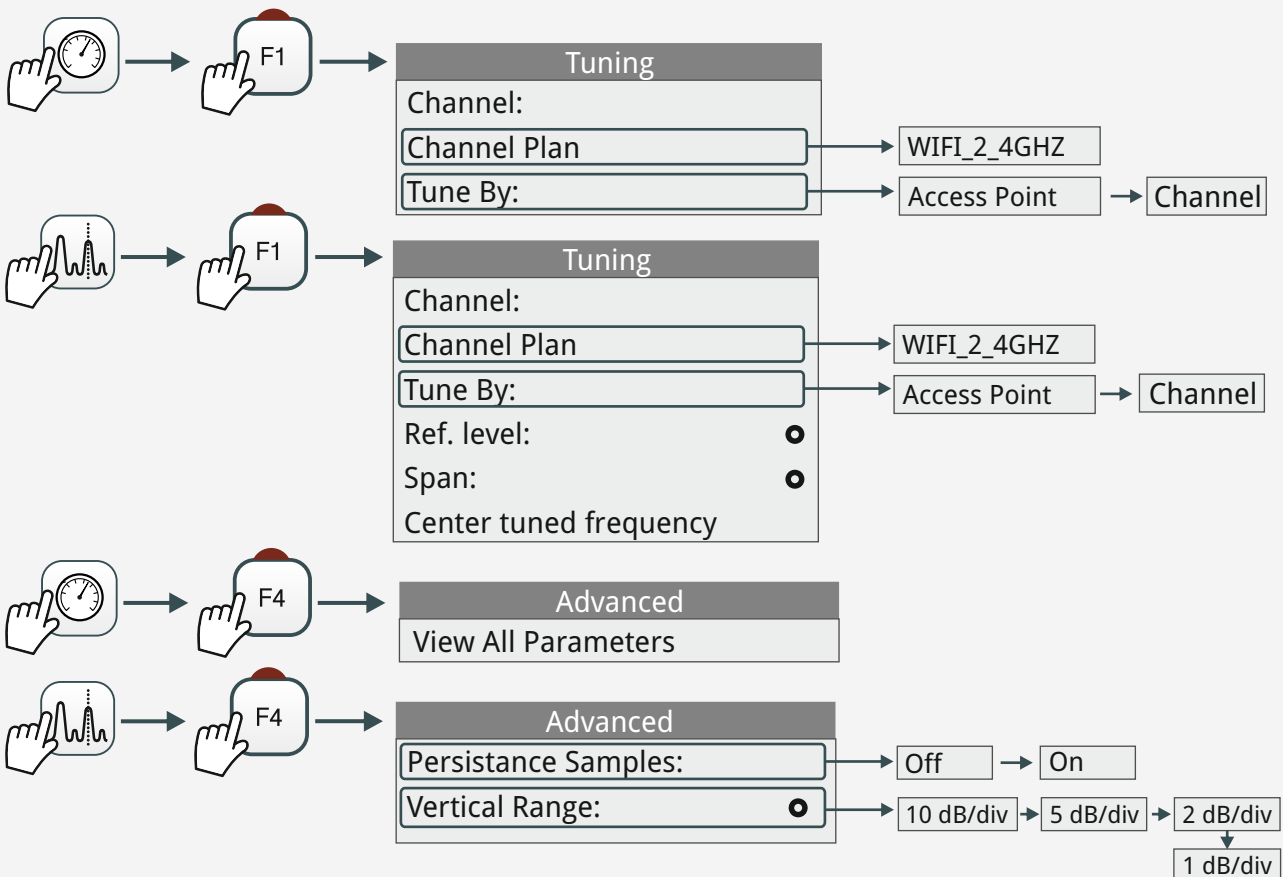 F1
Tuning
Channel:
Channel Plan
WIFI_2_4GHZ
Tune By:
Access Point
Channel
F1
Tuning
Channel:
Channel Plan
WIFI_2_4GHZ
Tune By:
Access Point
Channel
Ref. level:
Span:
Center tuned frequency
F4
Advanced
View All Parameters
F4
Advanced
Persistance Samples:
Off
On
Vertical Range:
10 dB/div
5 dB/div
2 dB/div
1 dB/div